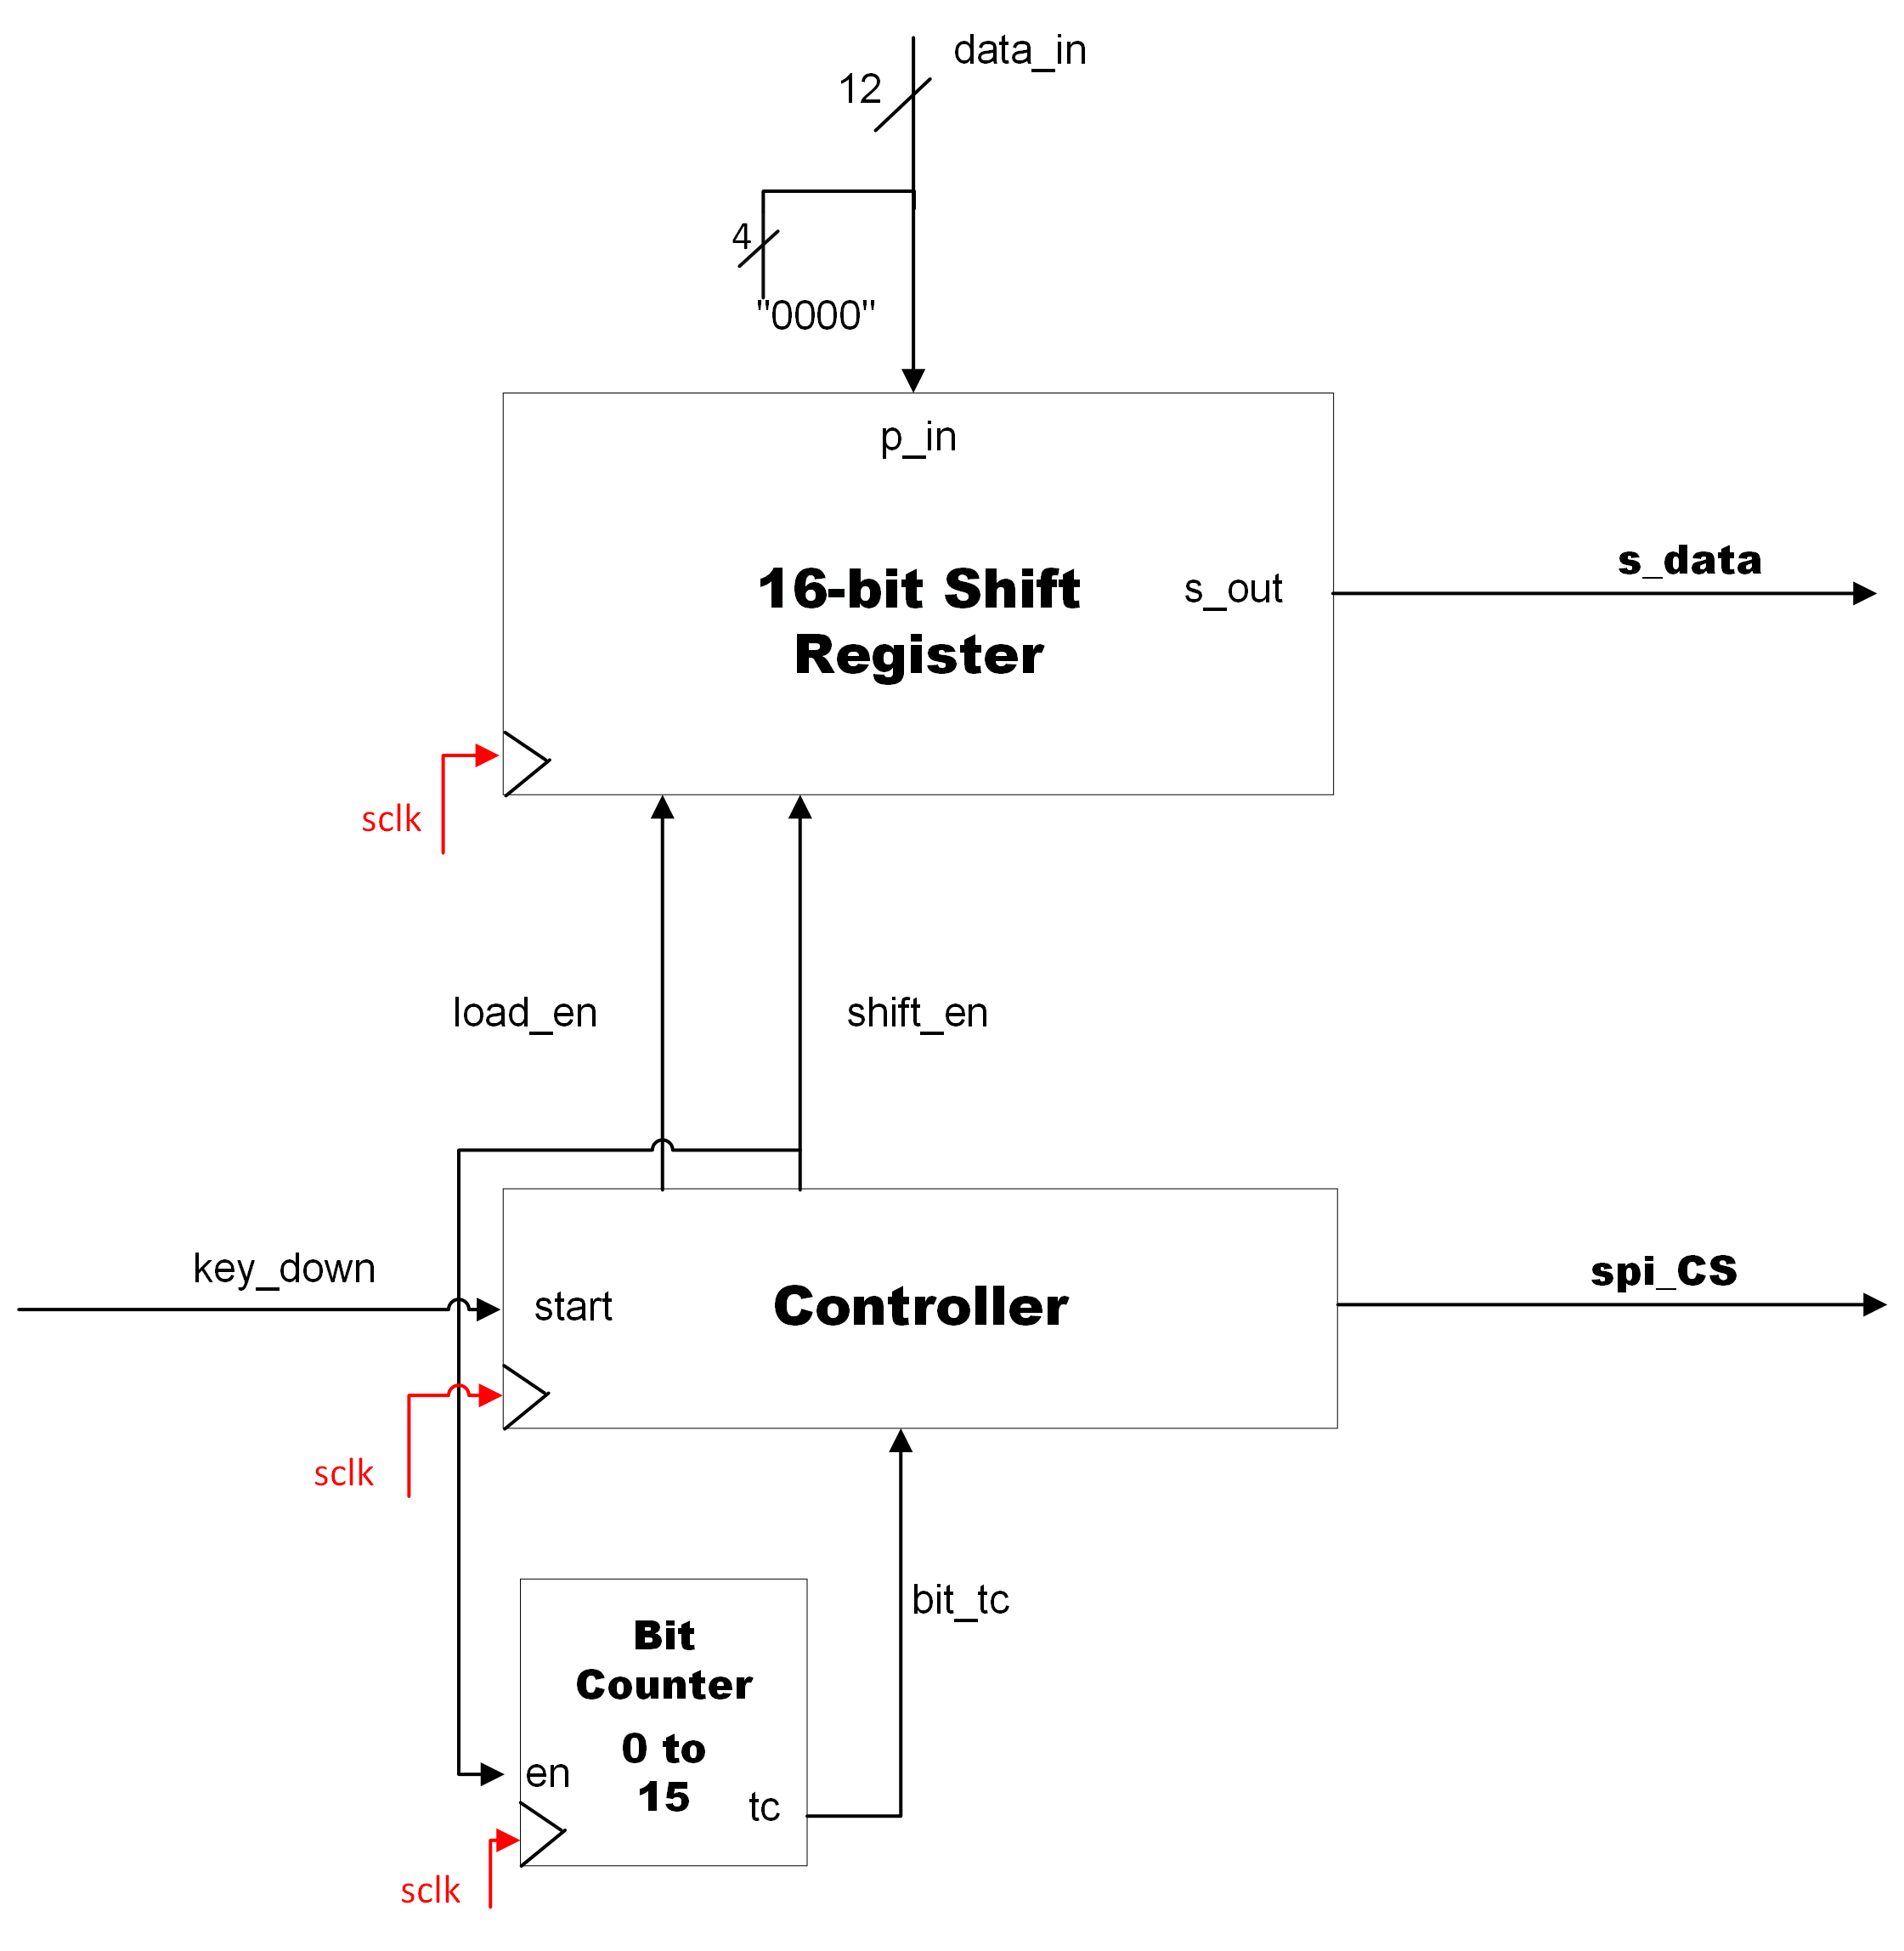 data_in
12
4
"0000"
p_in
16-bit Shift
Register
s_out
s_data
sclk
load_en
shift_en
key_down
start
Controller
spi_CS
sclk
bit_tc
Bit
Counter
0 to
15
en
tc
sclk